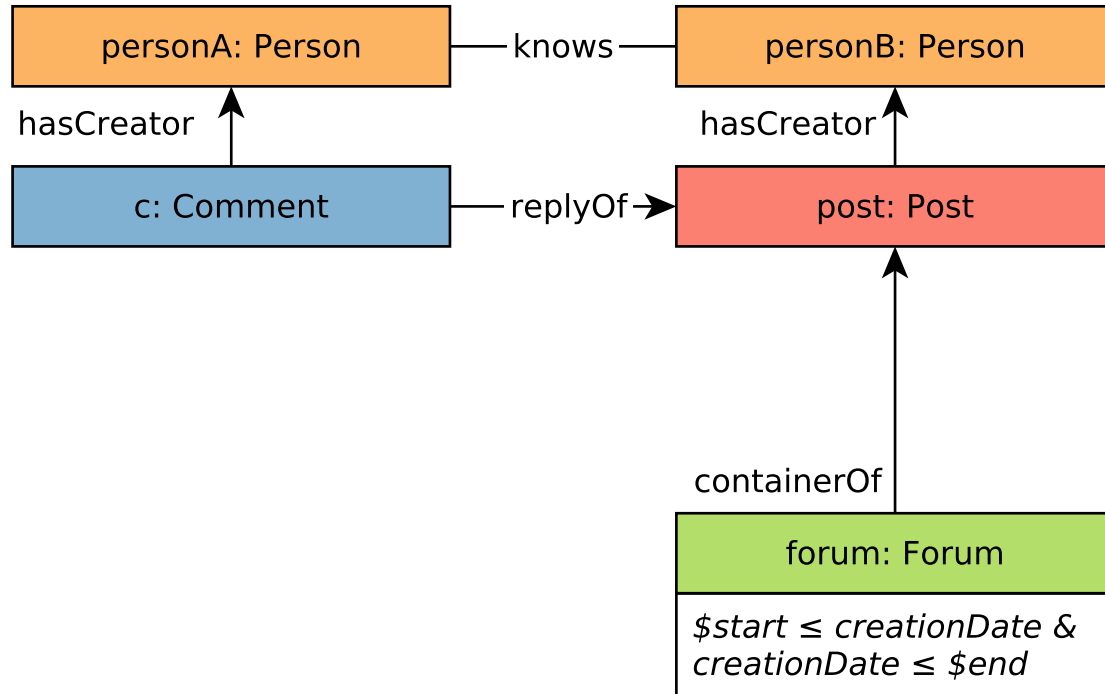 personA: Person
knows
personB: Person
hasCreator
hasCreator
c: Comment
replyOf
post: Post
containerOf
forum: Forum
$start ≤ creationDate &
creationDate ≤ $end